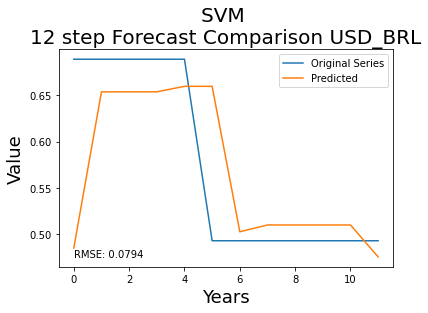 SVM
12 step Forecast Comparison USD_BRL
Original Series
Predicted
Value
0.65
0.60
0.55
0.50
RMSE: 0.0794
0 2 4 6 8 10
Years